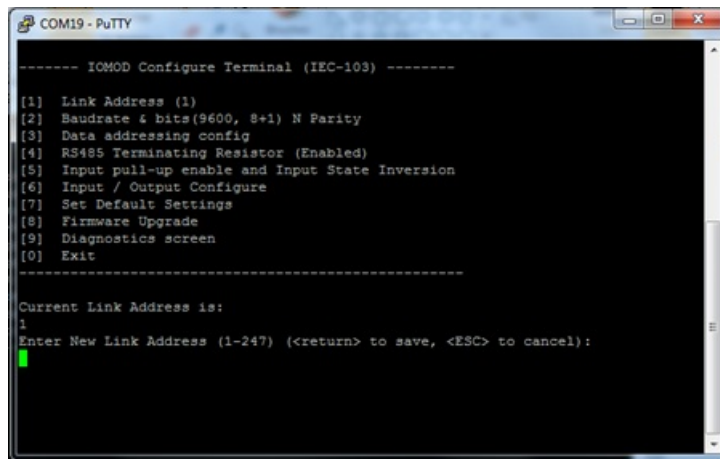 COM19 - PuTTY
------- IOMOD Configure Terminal (IEC-103) --------
[1] Link Address (1)
[2] Baudrate & bits(9600, 8+1) N Parity
[3] Data addressing config
[4] RS485 Terminating Resistor (Enabled)
[5] Input pull-up enable and Input State Inversion
[6] Input / Output Configure
[7] Set Default Settings
[8] Firmware Upgrade
[9] Diagnostics screen
[0] Exit
----------------------------------------------------
Current Link Address is:
1
Enter New Link Address (1-247) (<return> to save, <ESC> to cancel):